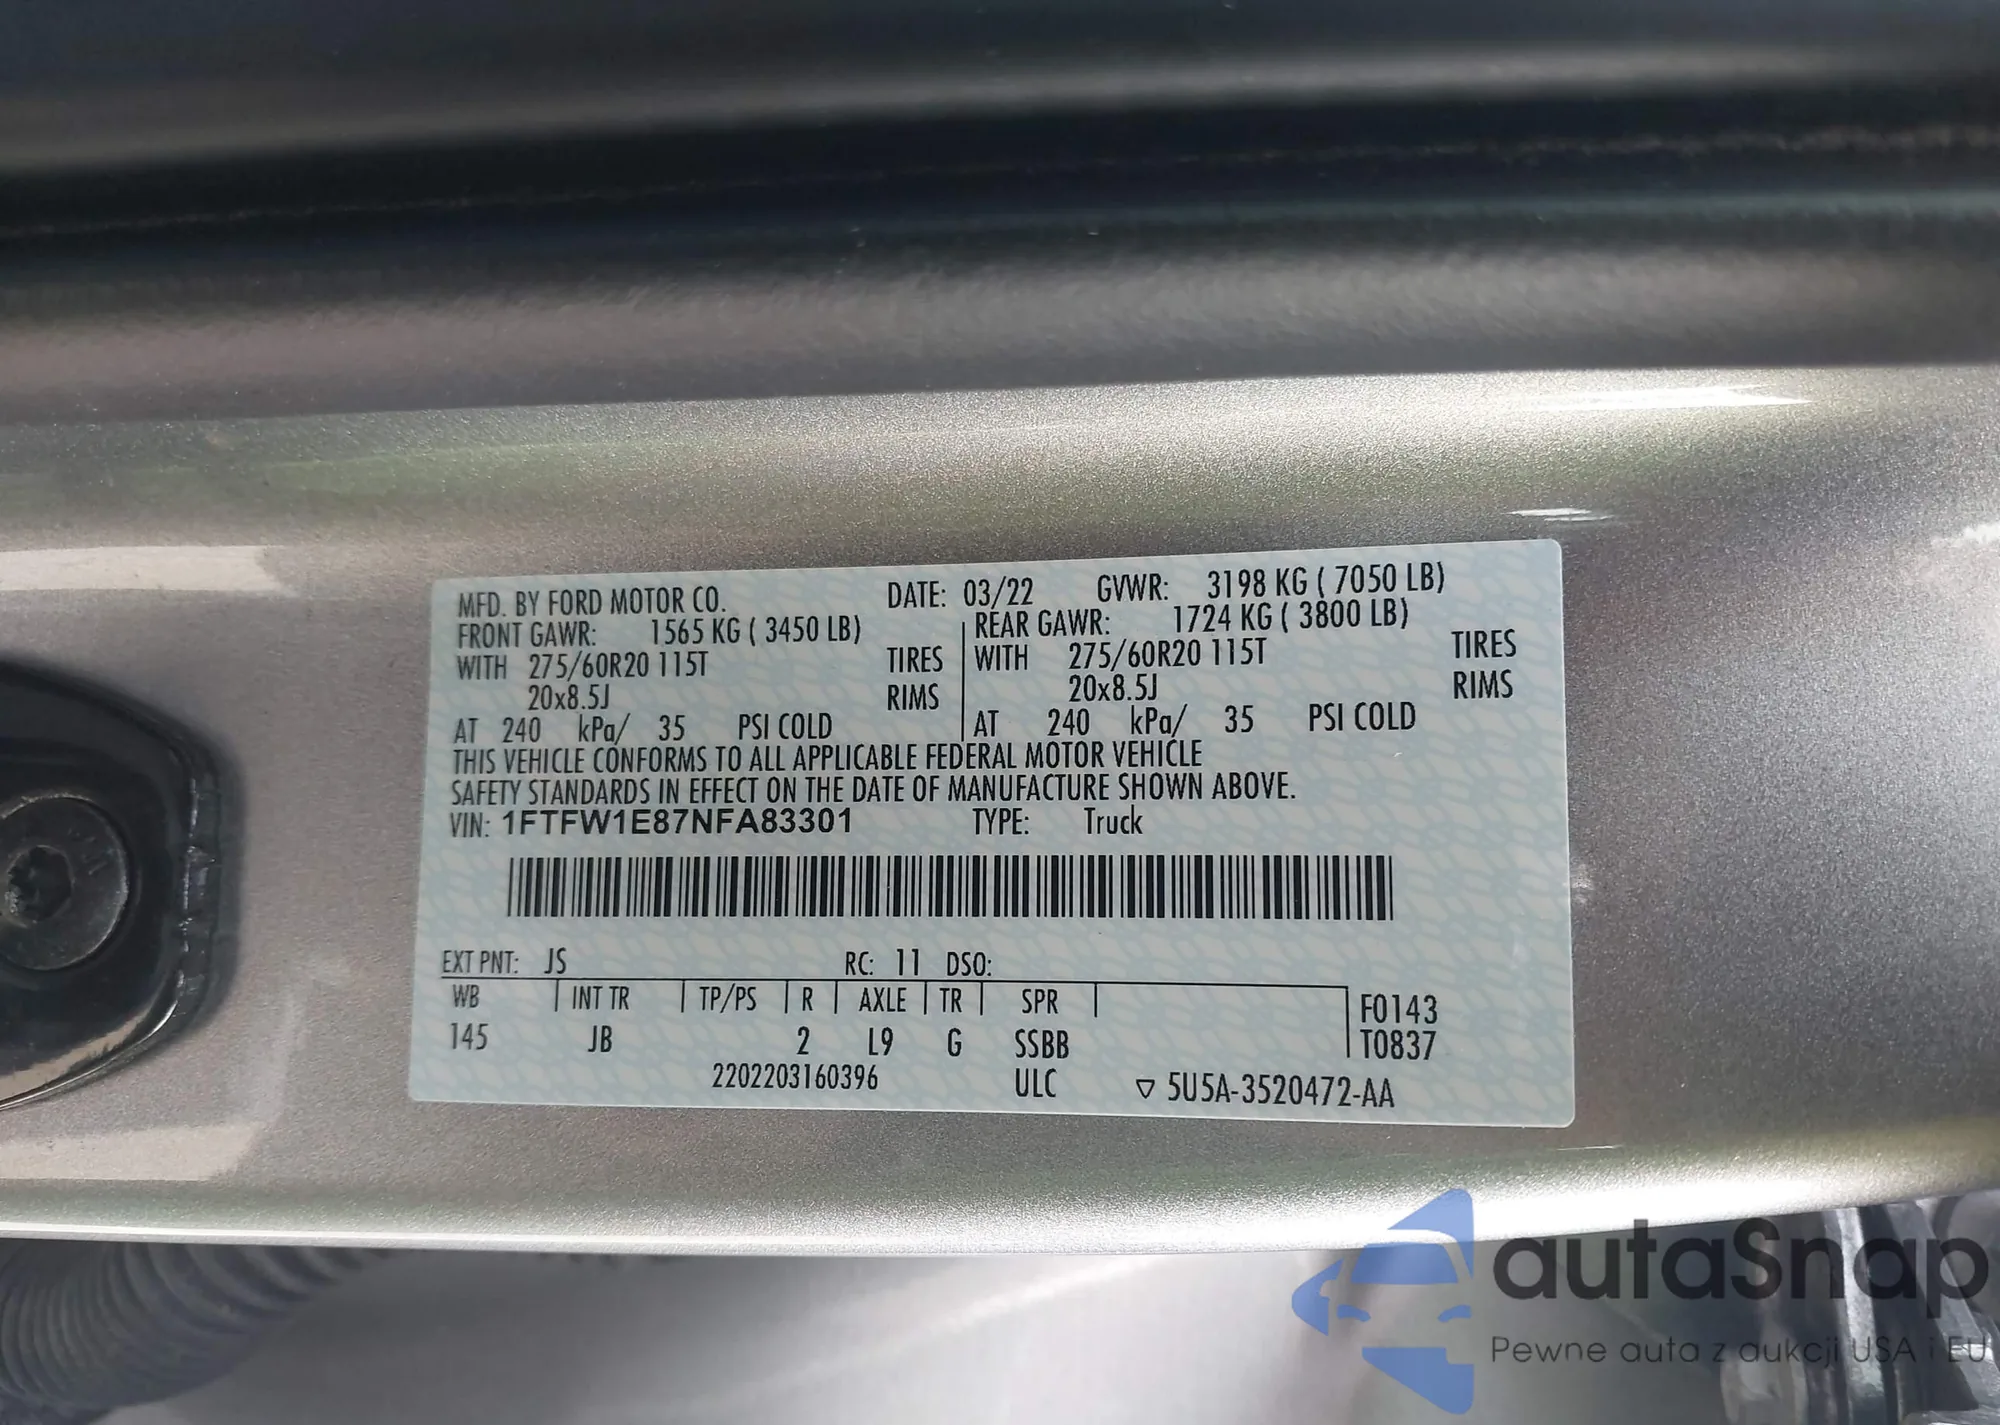 MFD. BY FORD MOTOR CO. DATE: 03/22 GVWR: 3198 KG ( 7050 LB)
FRONT GAWR: 1565 KG ( 3450 LB) REAR GAWR: 1724 KG ( 3800 LB)
WITH 275/60R20 115T TIRES WITH 275/60R20 115T TIRES
20x8.5J RIMS 20x8.5J RIMS
AT 240 kPa/ 35 PSI COLD AT 240 kPa/ 35 PSI COLD
THIS VEHICLE CONFORMS TO ALL APPLICABLE FEDERAL MOTOR VEHICLE
SAFETY STANDARDS IN EFFECT ON THE DATE OF MANUFACTURE SHOWN ABOVE.
VIN: 1FTFW1E87NFA83301 TYPE: Truck
EXT PNT: JS RC: 11 DSO:
WB INT TR TP/PS R AXLE TR SPR F0143
145 JB 2 L9 G SSBB T0837
2202203160396 ULC ▽ 5U5A-3520472-AA
autaSnap
Pewne auta z aukcji USA i EU